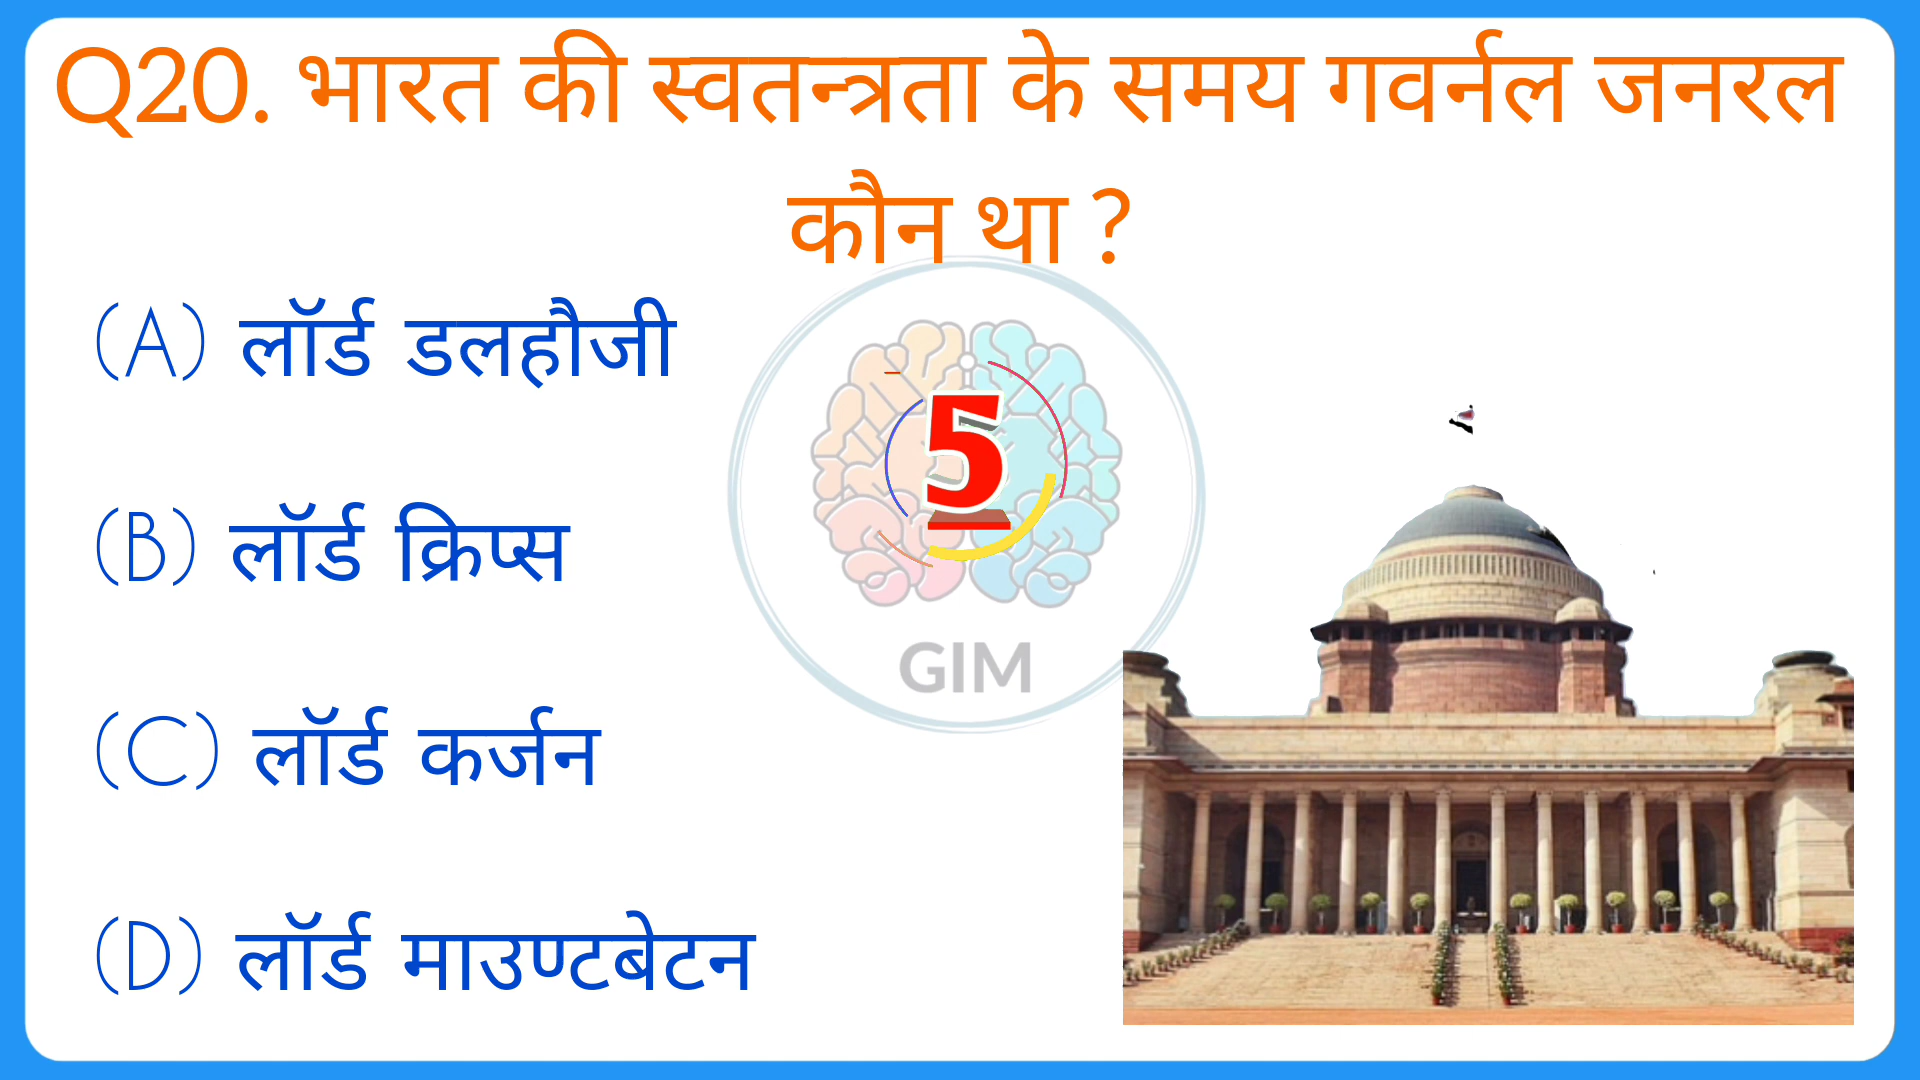 Q20. भारत की स्वतन्त्रता के समय गवर्नल जनरल
कौन था ?
(A) लॉर्ड डलहौजी
5
(B) लॉर्ड क्रिप्स
GIM
(C) लॉर्ड कर्जन
(D) लॉर्ड माउण्टबेटन